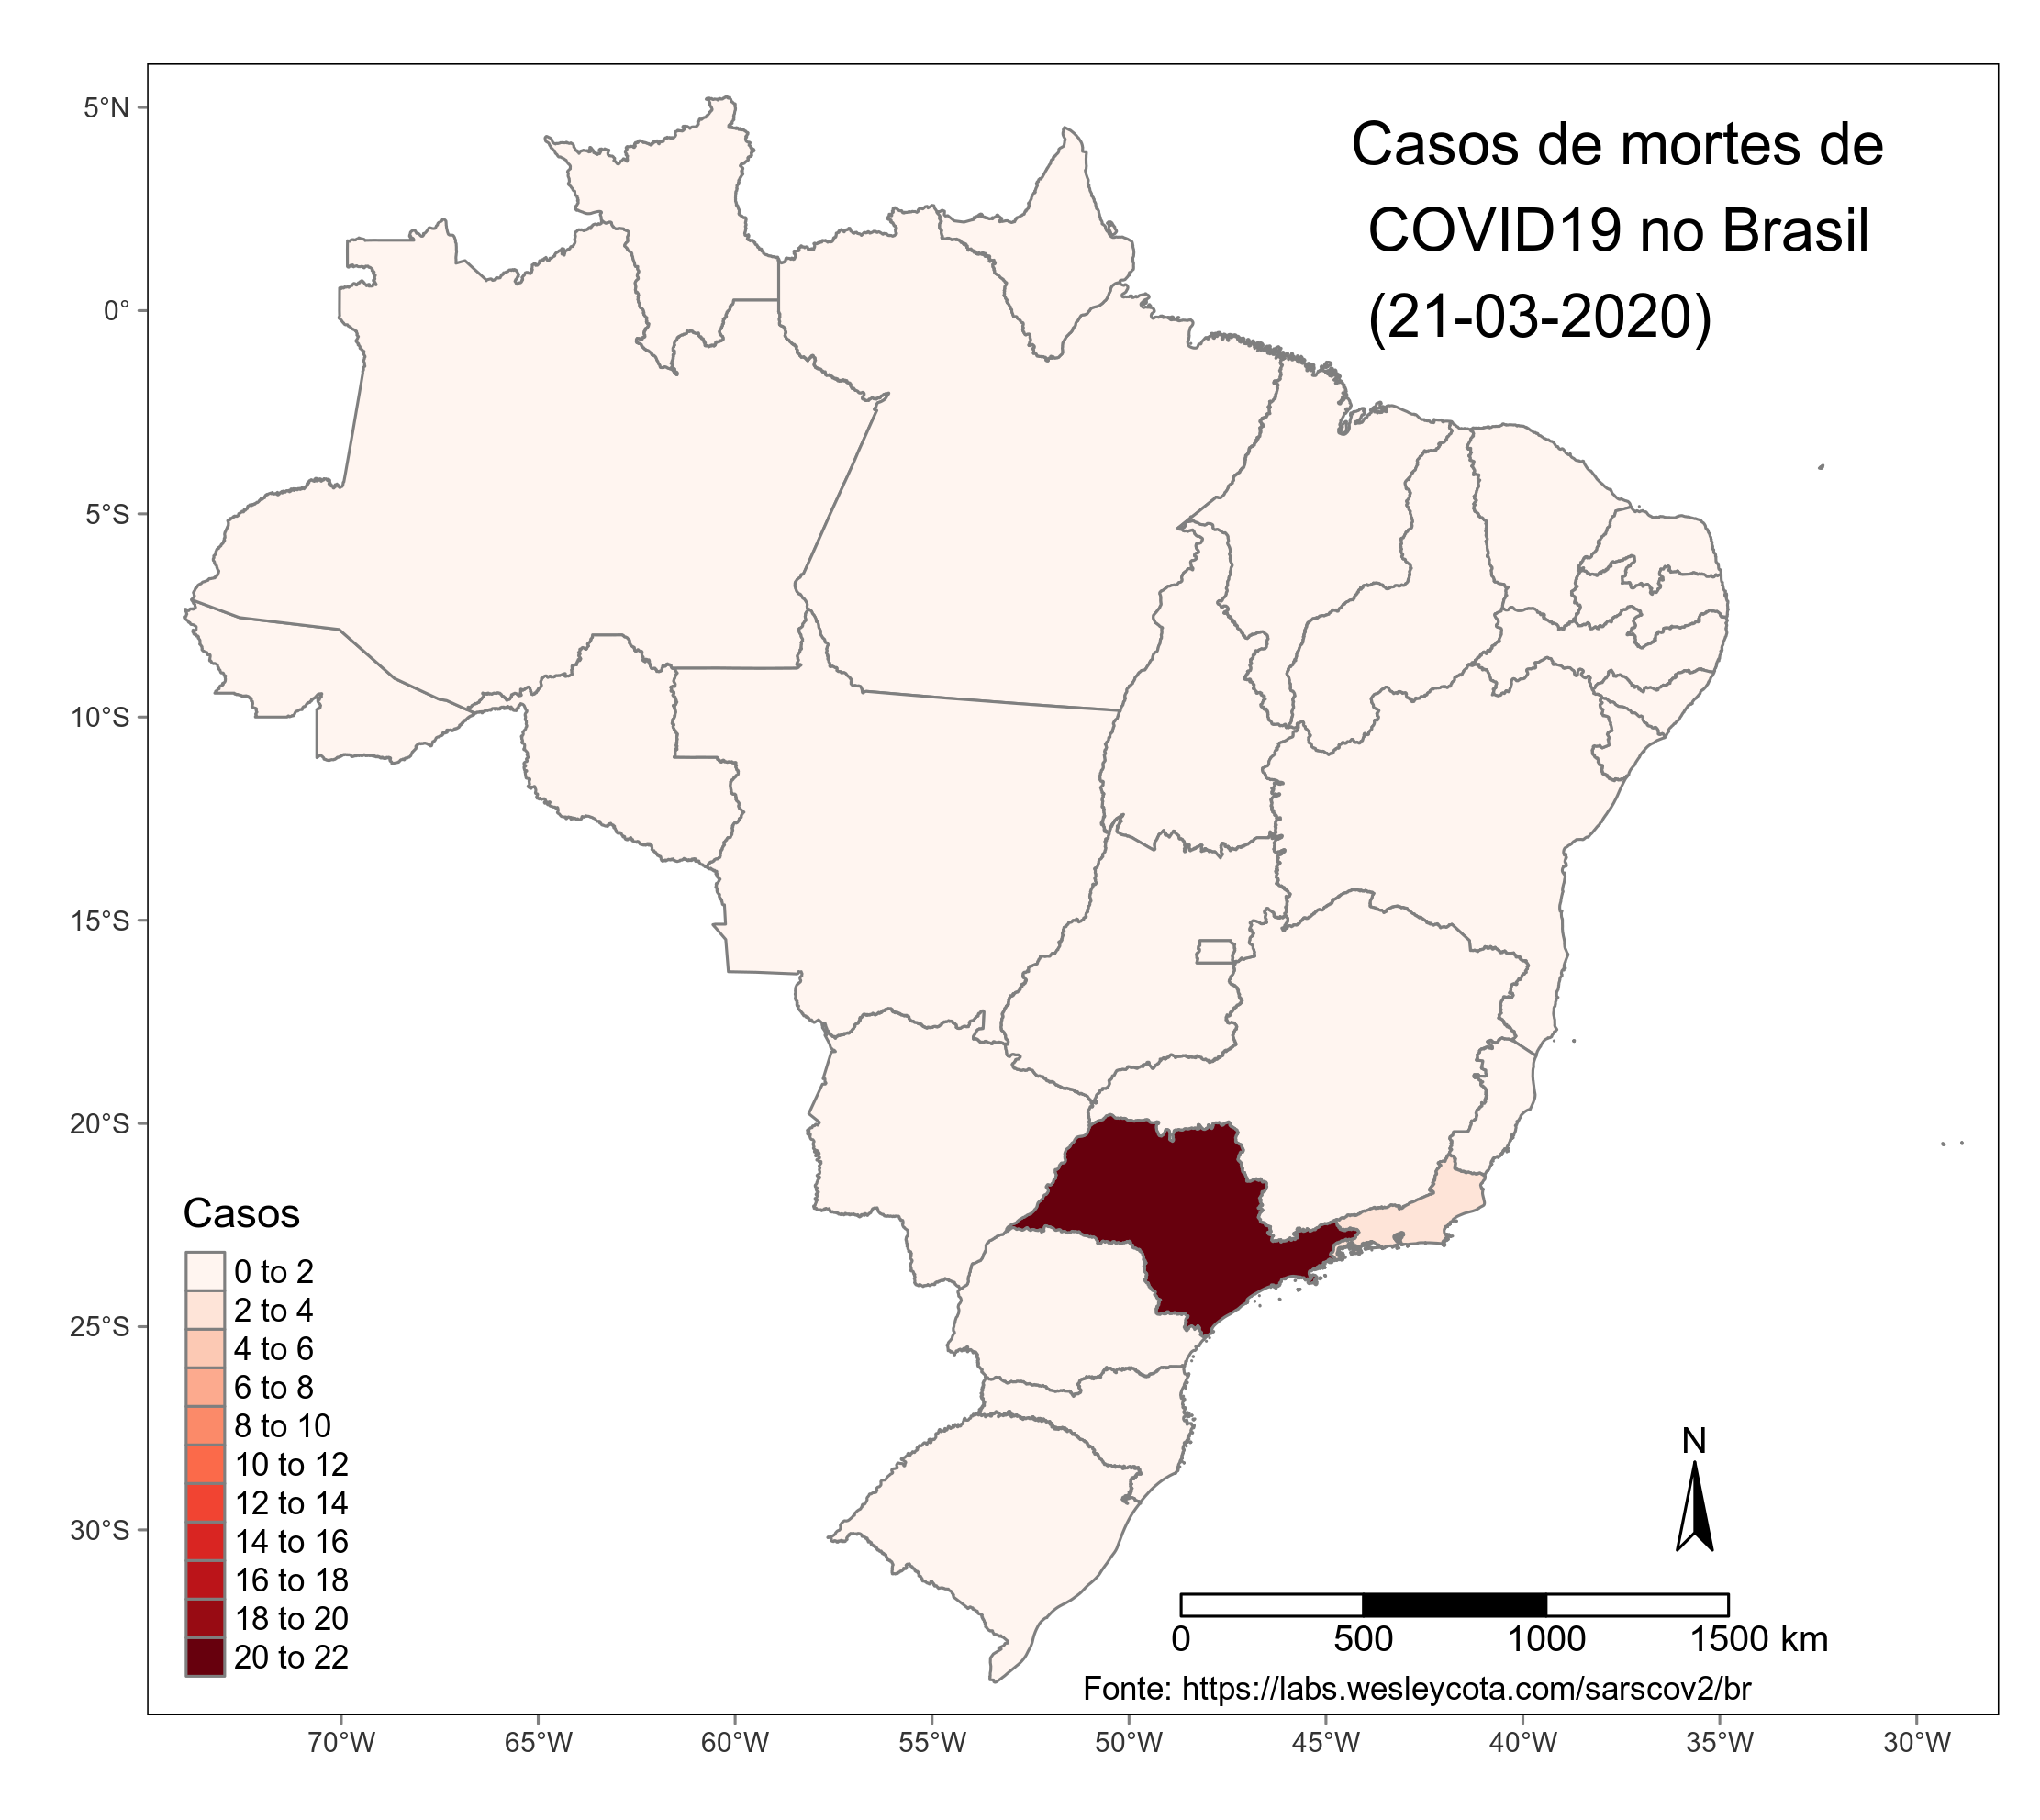 Casos de mortes de
COVID19 no Brasil
(21-03-2020)
5°N
0°
5°S
10°S
15°S
20°S
25°S
30°S
Casos
0 to 2
2 to 4
4 to 6
6 to 8
8 to 10
10 to 12
12 to 14
14 to 16
16 to 18
18 to 20
20 to 22
N
0 500 1000 1500 km
Fonte: https://labs.wesleycota.com/sarscov2/br
70°W 65°W 60°W 55°W 50°W 45°W 40°W 35°W 30°W